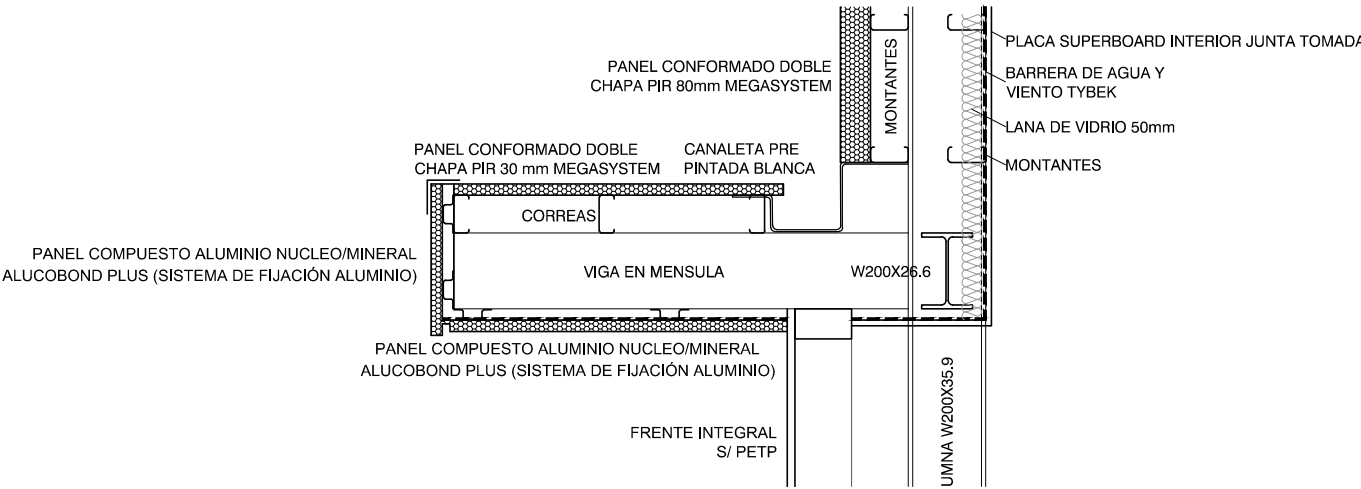 PLACA SUPERBOARD INTERIOR JUNTA TOMADA
PANEL CONFORMADO DOBLE
CHAPA PIR 80mm MEGASYSTEM
MONTANTES
BARRERA DE AGUA Y
VIENTO TYBEK
LANA DE VIDRIO 50mm
MONTANTES
PANEL CONFORMADO DOBLE
CHAPA PIR 30 mm MEGASYSTEM
CANALETA PRE
PINTADA BLANCA
CORREAS
PANEL COMPUESTO ALUMINIO NUCLEO/MINERAL
ALUCOBOND PLUS (SISTEMA DE FIJACIÓN ALUMINIO)
VIGA EN MENSULA
W200X26.6
PANEL COMPUESTO ALUMINIO NUCLEO/MINERAL
ALUCOBOND PLUS (SISTEMA DE FIJACIÓN ALUMINIO)
FRENTE INTEGRAL
S/ PETP
UMNA W200X35.9